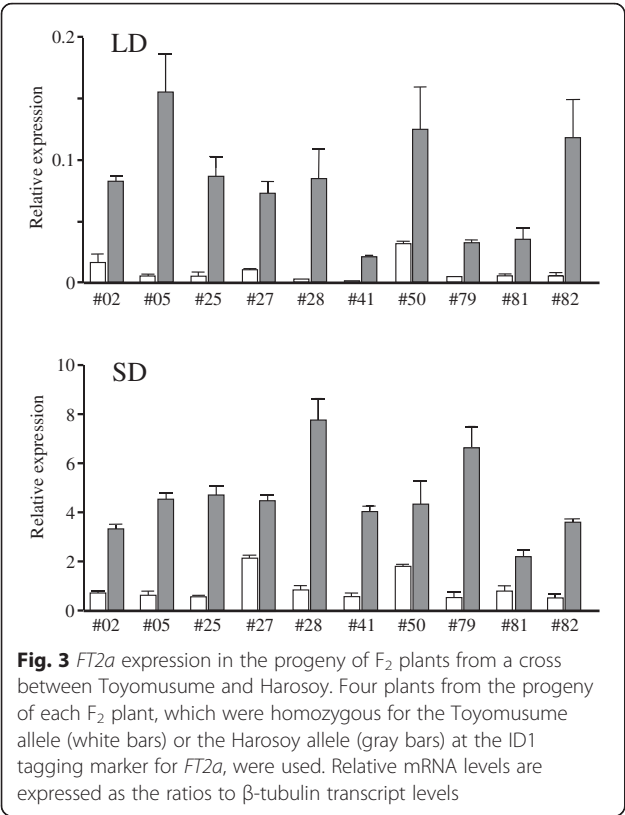 LD
0.2
0.1
0
Relative expression
#02 #05 #25 #27 #28 #41 #50 #79 #81 #82
SD
10
8
6
4
2
0
Relative expression
#02 #05 #25 #27 #28 #41 #50 #79 #81 #82
Fig. 3 FT2a expression in the progeny of F2 plants from a cross
between Toyomusume and Harosoy. Four plants from the progeny
of each F2 plant, which were homozygous for the Toyomusume
allele (white bars) or the Harosoy allele (gray bars) at the ID1
tagging marker for FT2a, were used. Relative mRNA levels are
expressed as the ratios to β-tubulin transcript levels